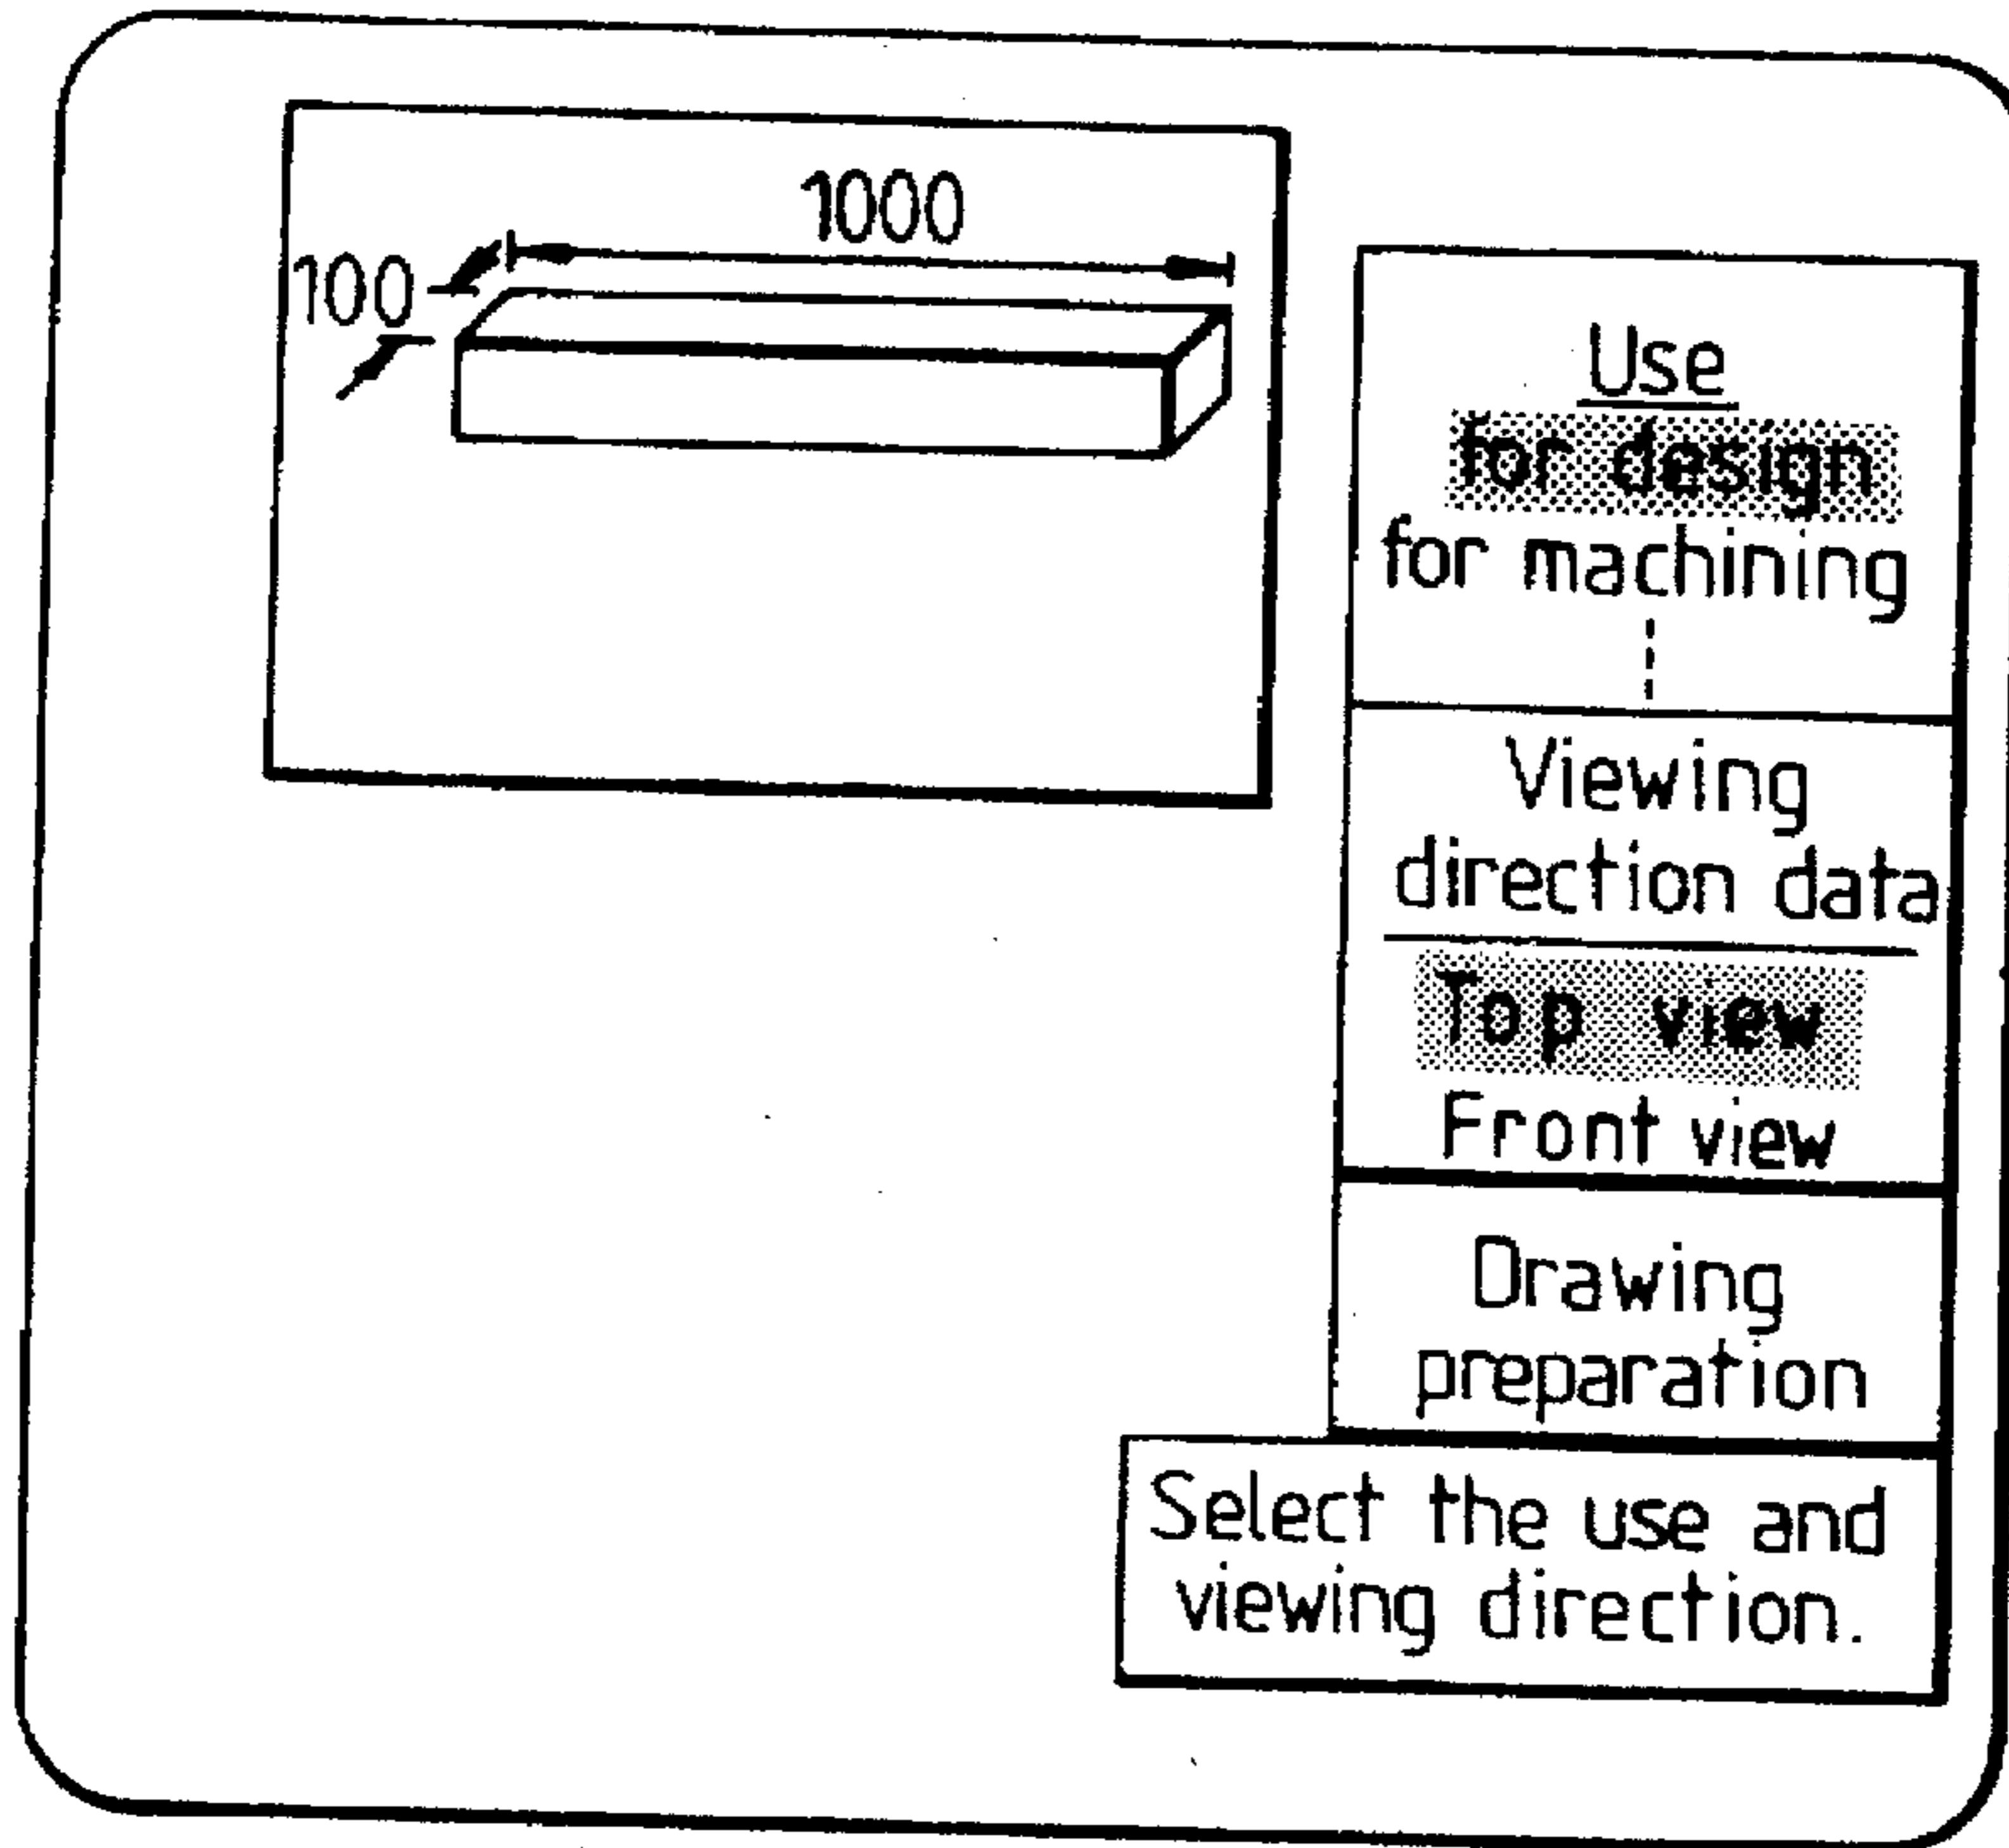 1000
100
Use
for design
for machining
Viewing
direction data
Top view
Front view
Drawing
preparation
Select the use and
viewing direction.